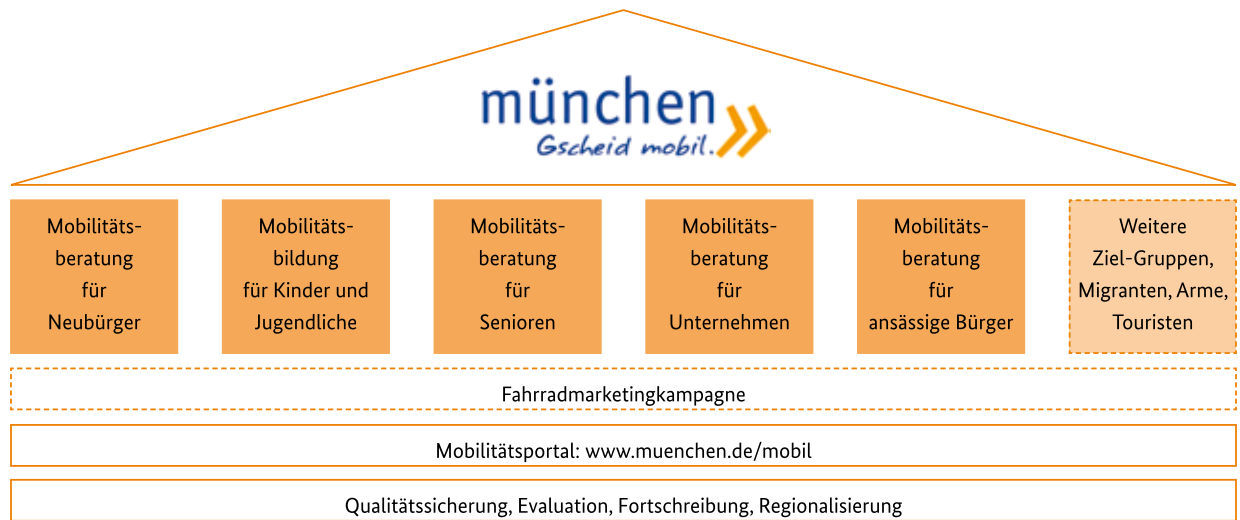 münchen
Gscheid mobil.
Mobilitäts-
beratung
für
Neubürger
Mobilitäts-
bildung
für Kinder und
Jugendliche
Mobilitäts-
beratung
für
Senioren
Mobilitäts-
beratung
für
Unternehmen
Mobilitäts-
beratung
für
ansässige Bürger
Weitere
Ziel-Gruppen,
Migranten, Arme,
Touristen
Fahrradmarketingkampagne
Mobilitätsportal: www.muenchen.de/mobil
Qualitätssicherung, Evaluation, Fortschreibung, Regionalisierung